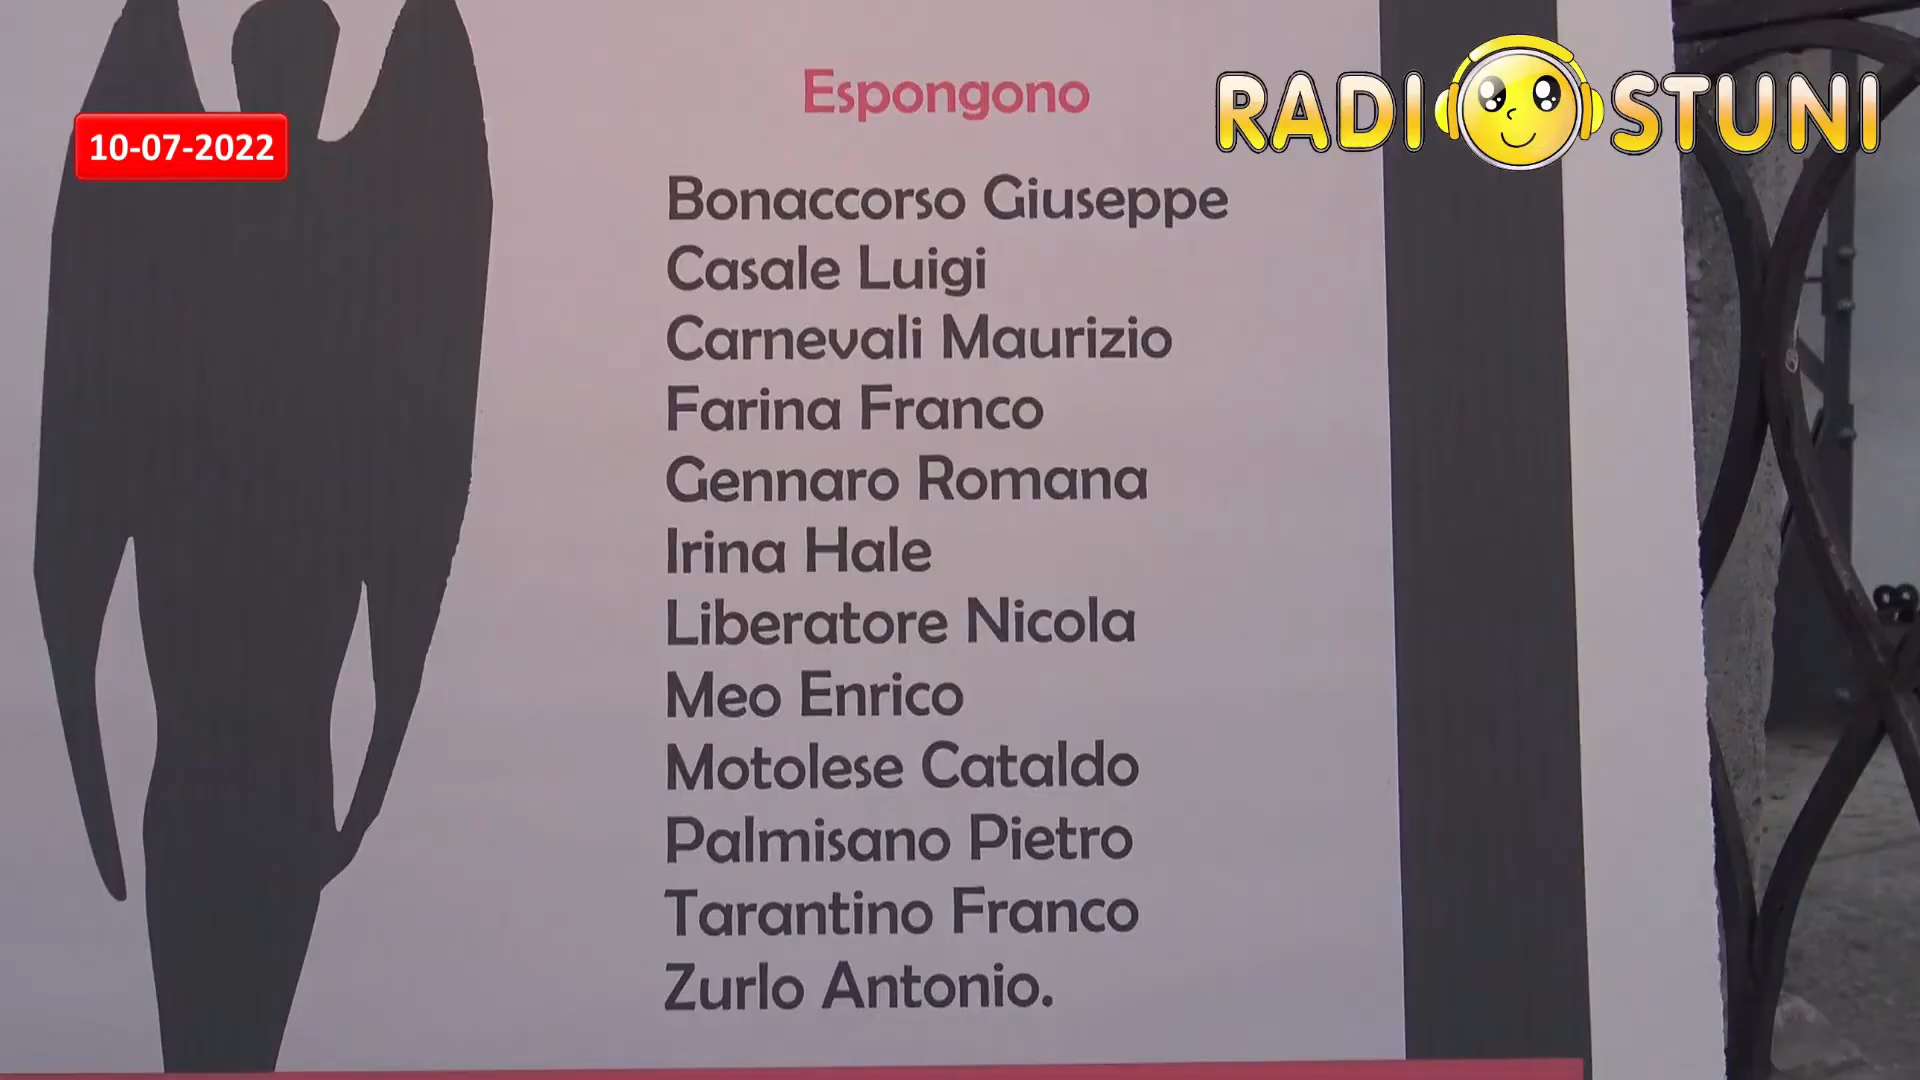 Espongono
RADIOSTUNI
10-07-2022
Bonaccorso Giuseppe
Casale Luigi
Carnevali Maurizio
Farina Franco
Gennaro Romana
Irina Hale
Liberatore Nicola
Meo Enrico
Motolese Cataldo
Palmisano Pietro
Tarantino Franco
Zurlo Antonio.